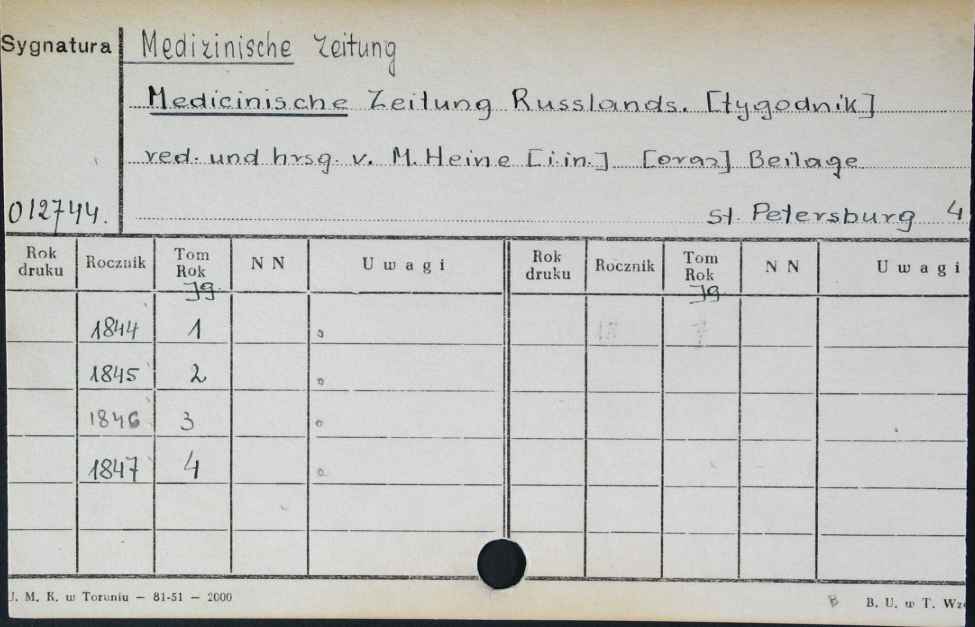 Sygnatura
Medizinische Zeitung
Medicinische Zeitung Russlands. [tygodnik]
red. und hrsg. v. M. Heine [i in.] [oraz] Beilage
012744.
St. Petersburg 4
Rok druku Rocznik Tom Rok Jg. NN Uwagi Rok druku Rocznik Tom Rok Jg NN Uwagi
1844 1
1845 2
1846 3
1847 4
U. M. K. w Toruniu — 81-51 — 2000
B B. U. w T.